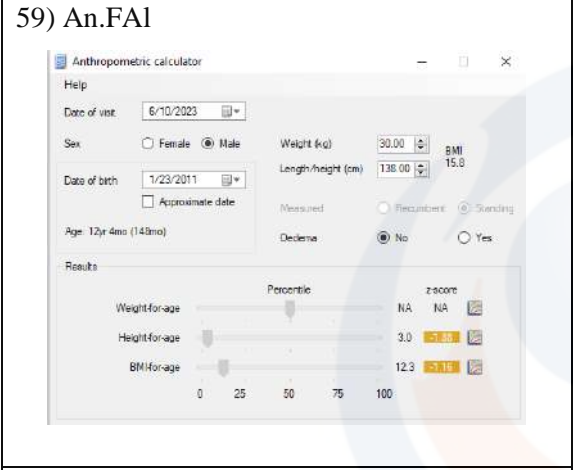 59) An.FAl
Anthropometric calculator
Help
Date of visit 6/10/2023
Sex Female Male Weight (kg) 30.00 BMI
15.8
Length/height (cm) 138.00
Date of birth 1/23/2011
Approximate date
Measured Recumbent Standing
Age: 12yr 4mo (148mo) Oedema No Yes
Results
Percentile z-score
Weight-for-age NA NA
Height-for-age 3.0 -1.88
BMI-for-age 12.3 -1.16
0 25 50 75 100